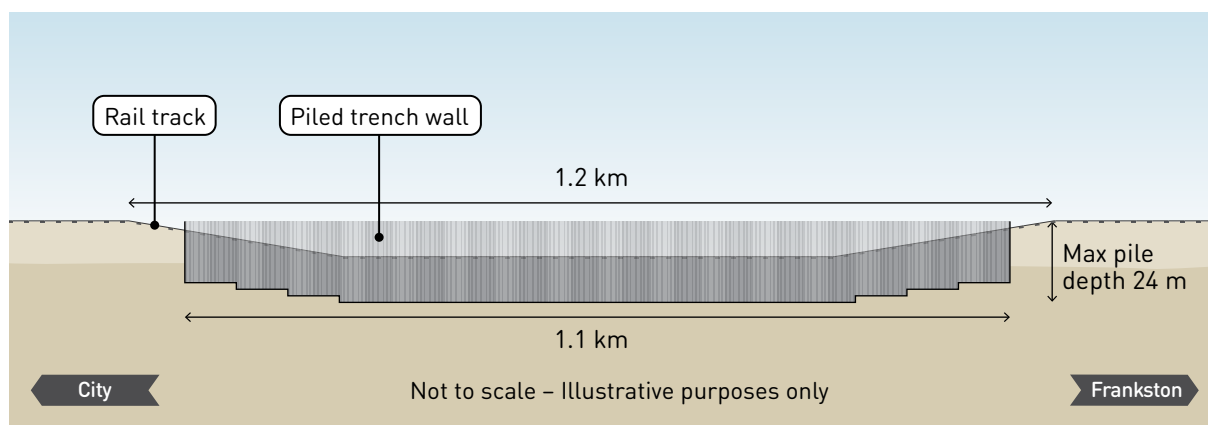 Rail track
Piled trench wall
1.2 km
Max pile
depth 24 m
1.1 km
City
Not to scale – Illustrative purposes only
Frankston